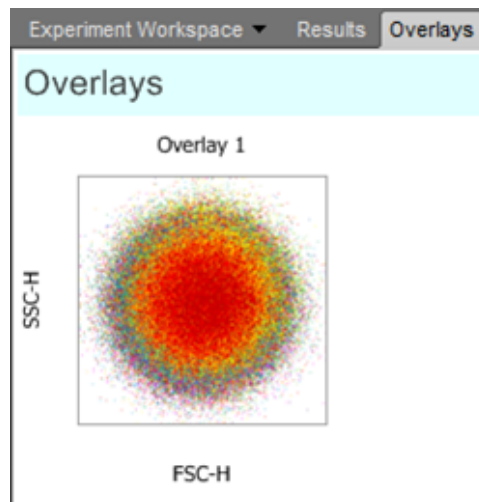 Experiment Workspace Results Overlays
Overlays
Overlay 1
SSC-H
FSC-H